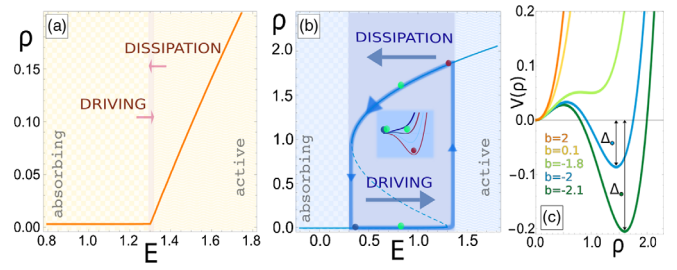 (a)
ρ
DISSIPATION
DRIVING
absorbing
active
0.15
0.10
0.05
0.00
0.8 1.0 1.2 1.4 1.6 1.8
E
(b)
ρ
DISSIPATION
DRIVING
absorbing
active
2.0
1.5
1.0
0.5
0.0
0.0 0.5 1.0 1.5
E
V(ρ)
0.2
0.1
0.0
-0.1
-0.2
b=2
b=0.1
b=-1.8
b=-2
b=-2.1
Δ
Δ
(c)
0.0 1.0 2.0
ρ